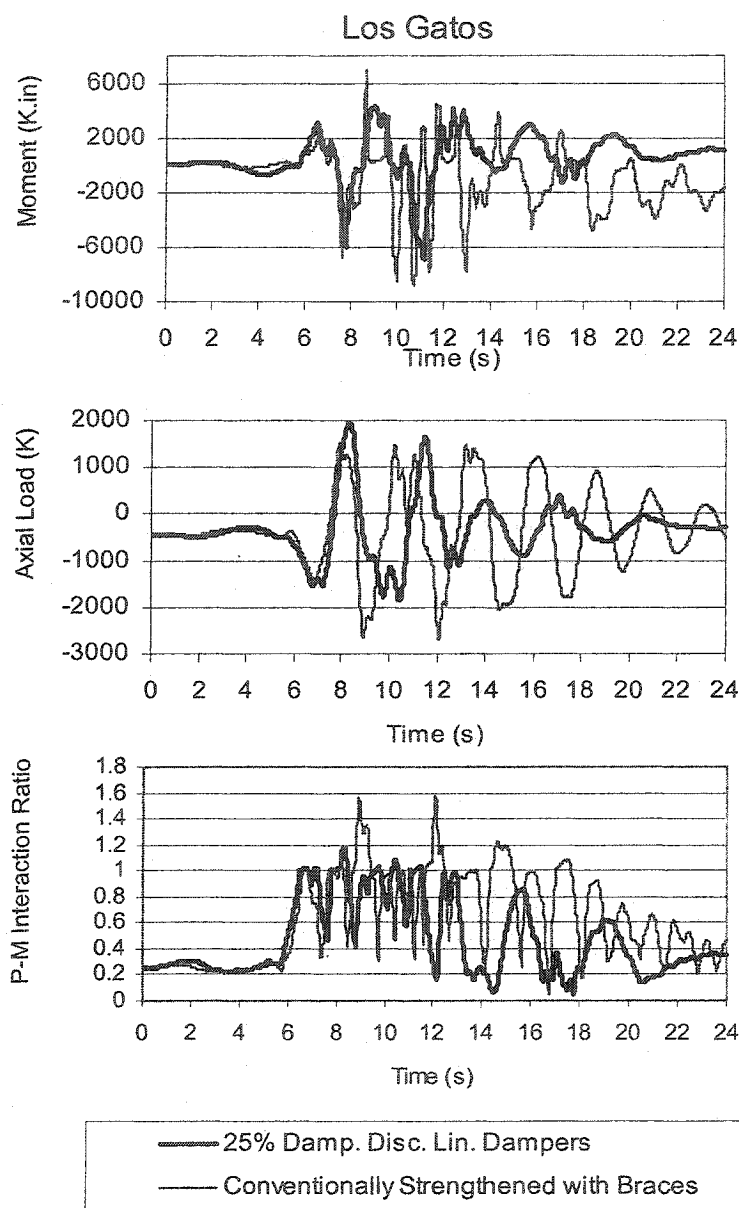 Los Gatos
Moment (K.in)
6000
2000
-2000
-6000
-10000
0 2 4 6 8 10 12 14 16 18 20 22 24
Time (s)
Axial Load (K)
2000
1000
0
-1000
-2000
-3000
0 2 4 6 8 10 12 14 16 18 20 22 24
Time (s)
P-M Interaction Ratio
1.8
1.6
1.4
1.2
1
0.8
0.6
0.4
0.2
0
0 2 4 6 8 10 12 14 16 18 20 22 24
Time (s)
25% Damp. Disc. Lin. Dampers
Conventionally Strengthened with Braces